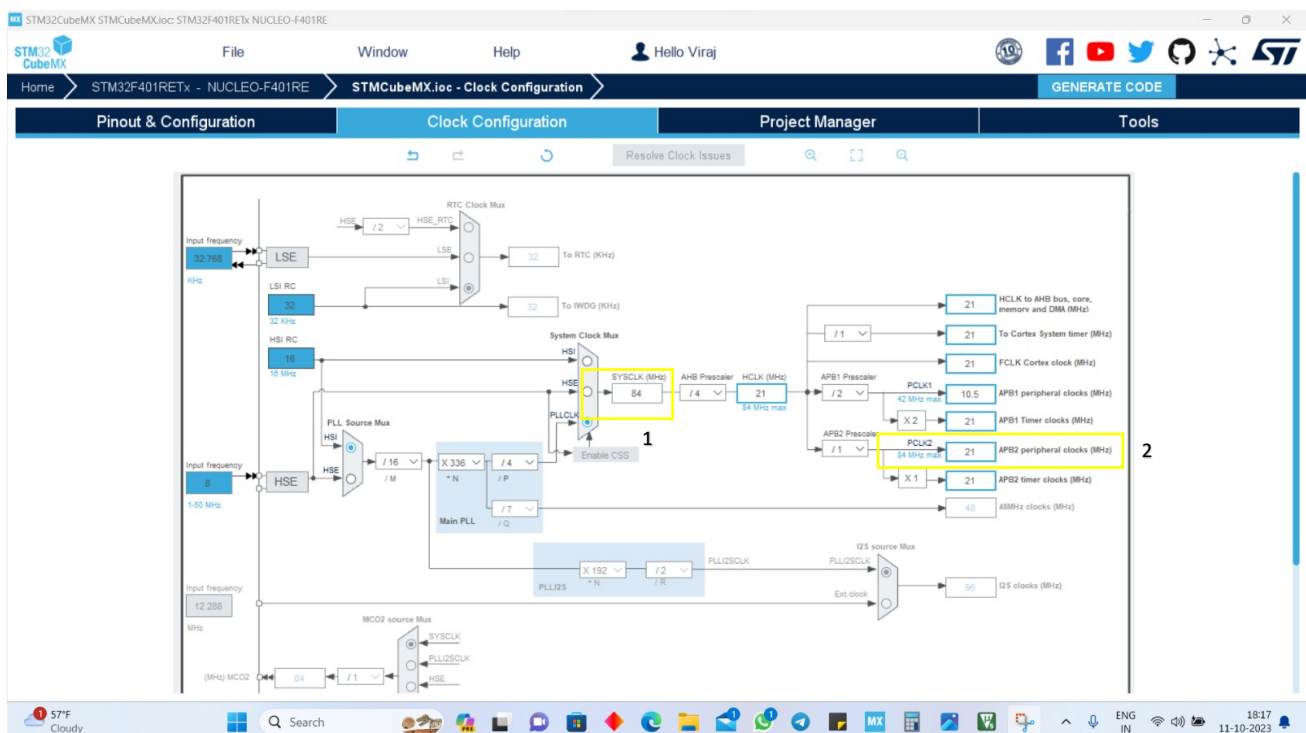 MX STM32CubeMX STMCubeMX.ioc: STM32F401RETx NUCLEO-F401RE
STM32 CubeMX
File
Window
Help
Hello Viraj
10
Home
STM32F401RETx - NUCLEO-F401RE
STMCubeMX.ioc - Clock Configuration
GENERATE CODE
Pinout & Configuration
Clock Configuration
Project Manager
Tools
Resolve Clock Issues
RTC Clock Mux
HSE
/ 2
HSE_RTC
Input frequency
32.768
KHz
LSE
LSE
32
To RTC (KHz)
LSI RC
32
32 KHz
LSI
32
To IWDG (KHz)
HSI RC
16
16 MHz
System Clock Mux
HSI
HSE
PLLCLK
SYSCLK (MHz)
84
1
Enable CSS
AHB Prescaler
/ 4
HCLK (MHz)
21
84 MHz max
21
HCLK to AHB bus, core,
memory and DMA (MHz)
/ 1
21
To Cortex System timer (MHz)
21
FCLK Cortex clock (MHz)
APB1 Prescaler
/ 2
PCLK1
42 MHz max
10.5
APB1 peripheral clocks (MHz)
X 2
21
APB1 Timer clocks (MHz)
APB2 Prescaler
/ 1
PCLK2
84 MHz max
21
APB2 peripheral clocks (MHz)
2
X 1
21
APB2 timer clocks (MHz)
48
48MHz clocks (MHz)
PLL Source Mux
HSI
HSE
Input frequency
8
1-50 MHz
HSE
/ 16
/ M
X 336
* N
/ 4
/ P
/ 7
/ Q
Main PLL
X 192
* N
/ 2
/ R
PLLI2S
PLLI2SCLK
I2S source Mux
PLLI2SCLK
Ext.clock
96
I2S clocks (MHz)
Input frequency
12.288
MHz
MCO2 source Mux
SYSCLK
PLLI2SCLK
HSE
(MHz) MCO2
84
/ 1
1
57°F
Cloudy
Search
PRE
1
MX
ENG
IN
18:17
11-10-2023